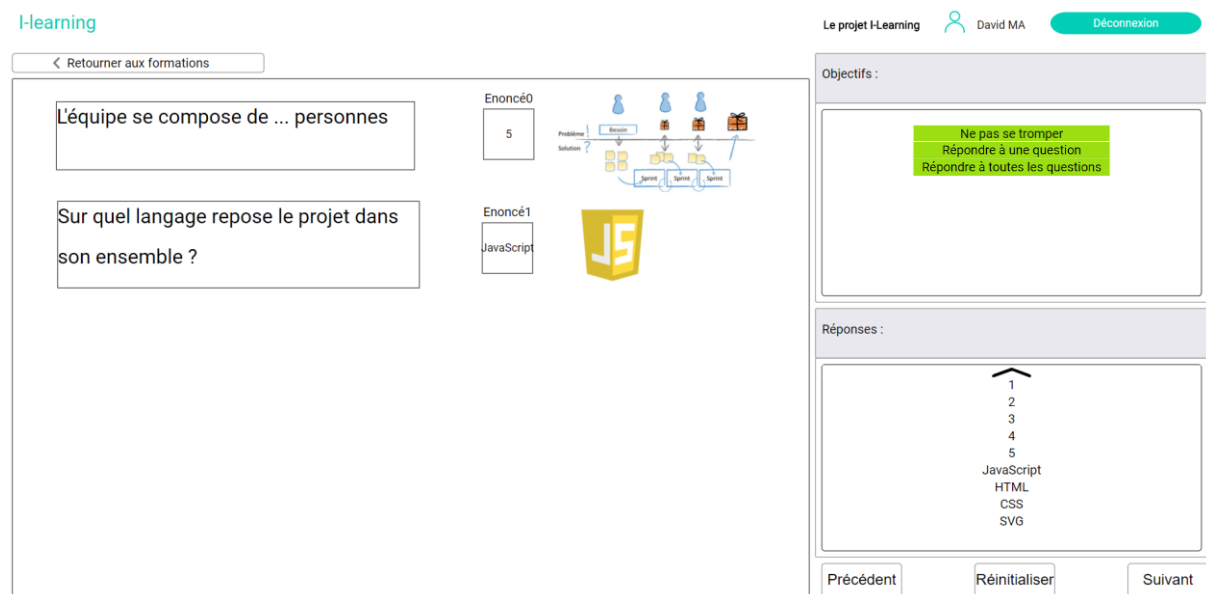 I-learning
Le projet I-Learning
David MA
Déconnexion
Retourner aux formations
L'équipe se compose de ... personnes
Enoncé0
5
Problème !
Besoin
Solution ?
Sprint
Sprint
Sprint
Sur quel langage repose le projet dans
son ensemble ?
Enoncé1
JavaScript
JS
Objectifs :
Ne pas se tromper
Répondre à une question
Répondre à toutes les questions
Réponses :
1
2
3
4
5
JavaScript
HTML
CSS
SVG
Précédent
Réinitialiser
Suivant